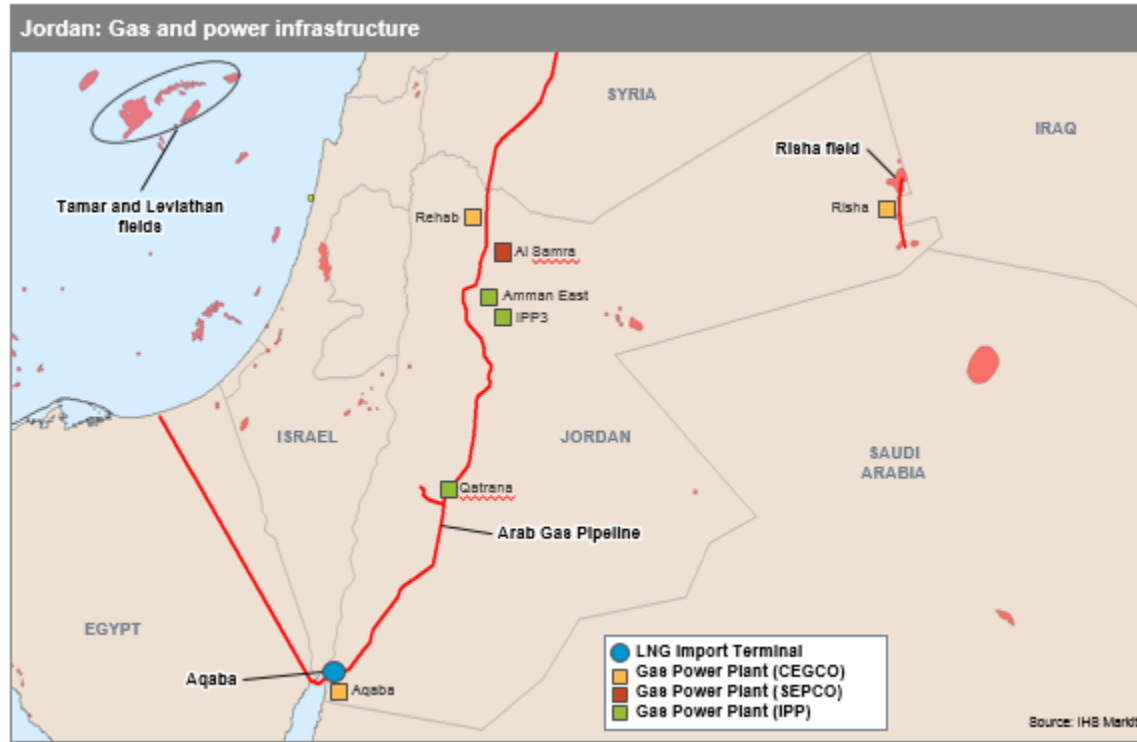 Jordan: Gas and power infrastructure
SYRIA
IRAQ
Risha field
Tamar and Leviathan
fields
Rehab
Risha
Al Samra
Amman East
IPP3
ISRAEL
JORDAN
SAUDI
ARABIA
Qatrana
Arab Gas Pipeline
EGYPT
Aqaba
Aqaba
LNG Import Terminal
Gas Power Plant (CEGCO)
Gas Power Plant (SEPCO)
Gas Power Plant (IPP)
Source: IHS Markit